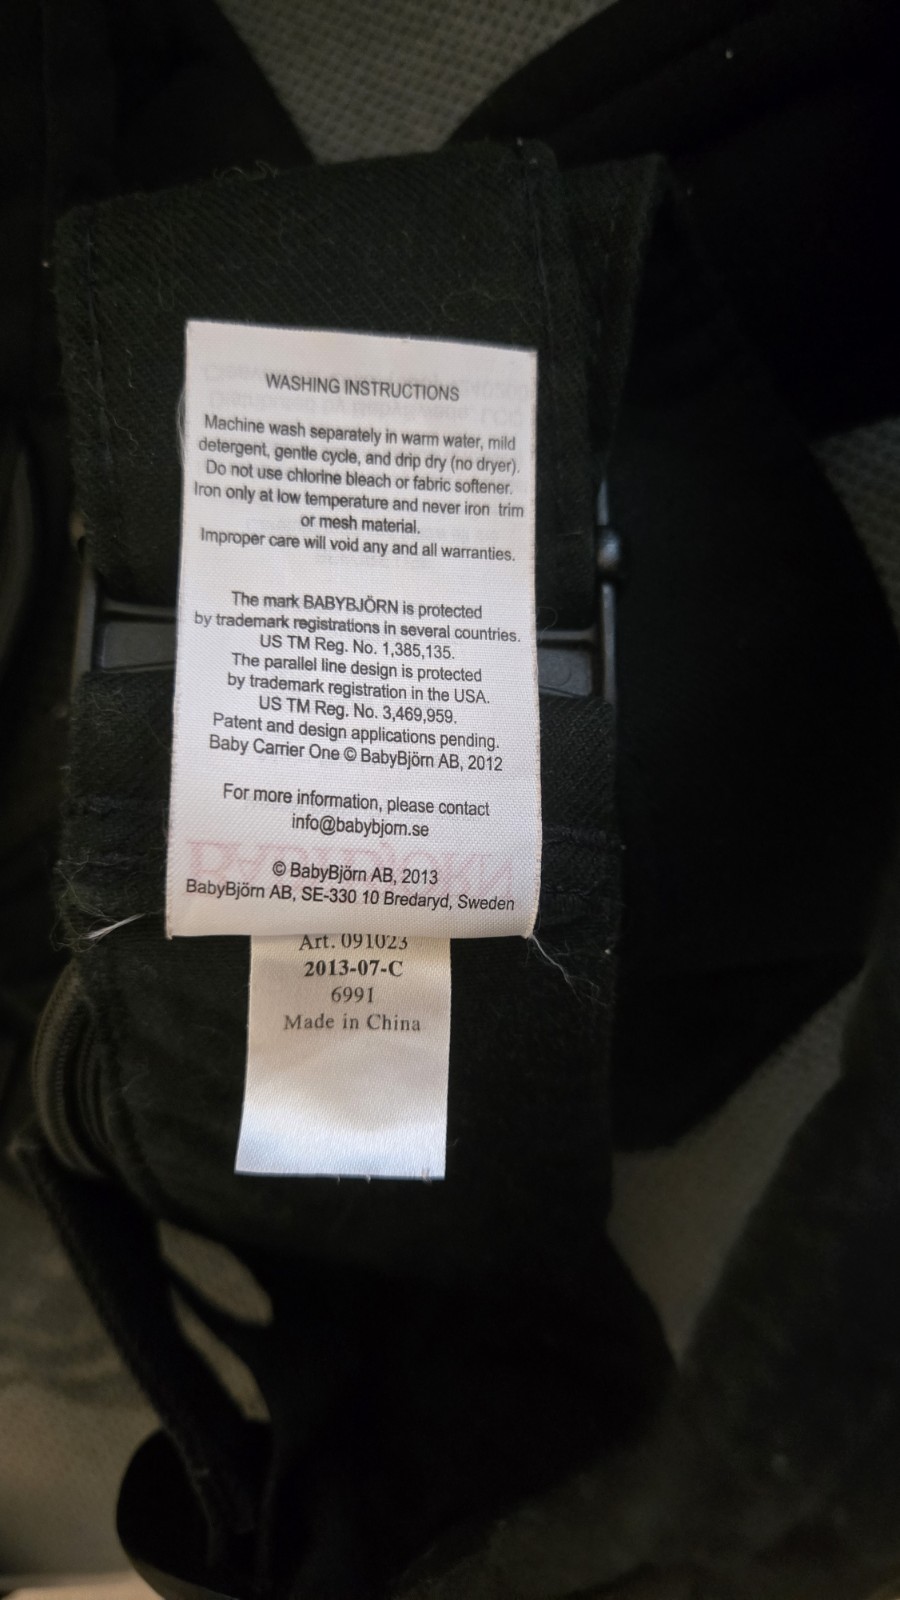 WASHING INSTRUCTIONS
Machine wash separately in warm water, mild
detergent, gentle cycle, and drip dry (no dryer).
Do not use chlorine bleach or fabric softener.
Iron only at low temperature and never iron trim
or mesh material.
Improper care will void any and all warranties.
The mark BABYBJÖRN is protected
by trademark registrations in several countries.
US TM Reg. No. 1,385,135.
The parallel line design is protected
by trademark registration in the USA.
US TM Reg. No. 3,469,959.
Patent and design applications pending.
Baby Carrier One © BabyBjörn AB, 2012
For more information, please contact
info@babybjorn.se
© BabyBjörn AB, 2013
BabyBjörn AB, SE-330 10 Bredaryd, Sweden
Art. 091023
2013-07-C
6991
Made in China